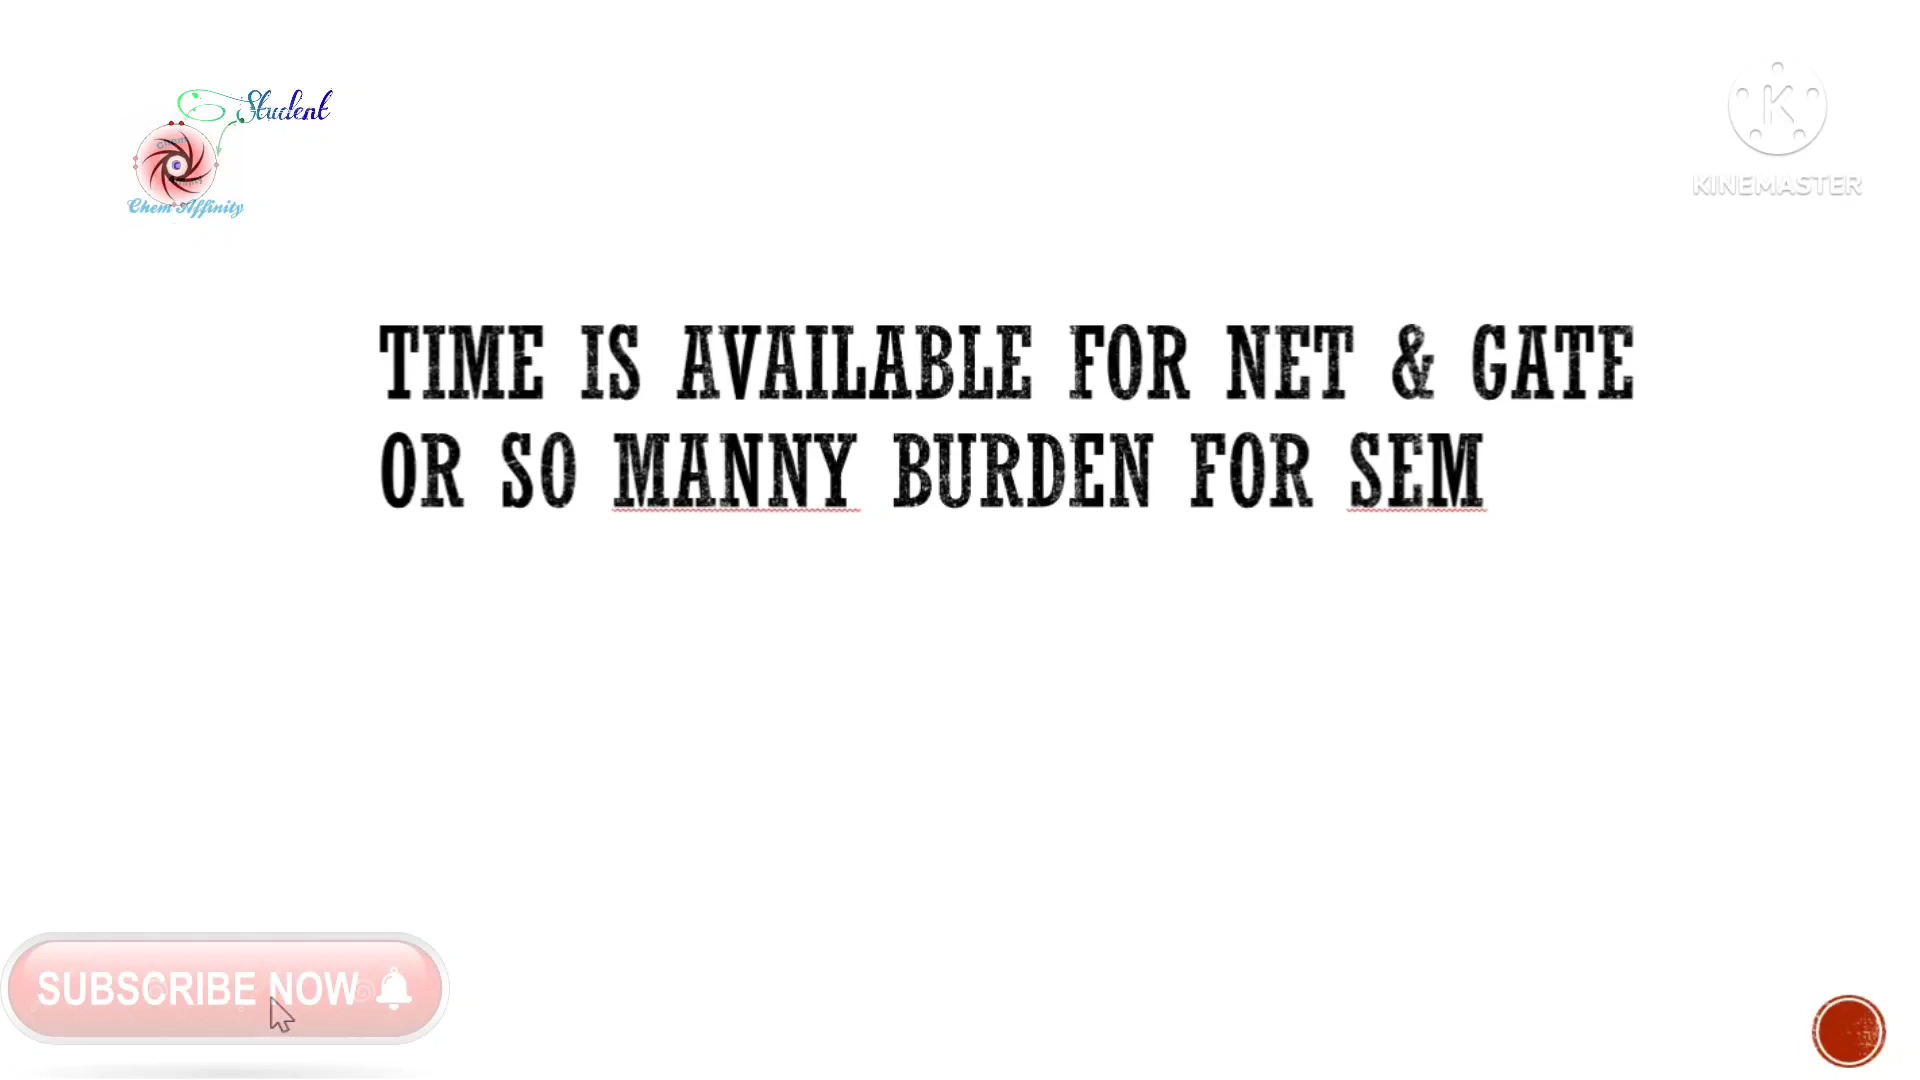 Student
Chem Affinity
KINEMASTER
TIME IS AVAILABLE FOR NET & GATE
OR SO MANNY BURDEN FOR SEM
SUBSCRIBE NOW